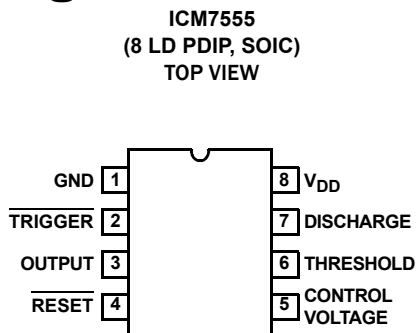 ICM7555
(8 LD PDIP, SOIC)
TOP VIEW
GND 1
8 VDD
TRIGGER 2
7 DISCHARGE
OUTPUT 3
6 THRESHOLD
RESET 4
5 CONTROL
VOLTAGE